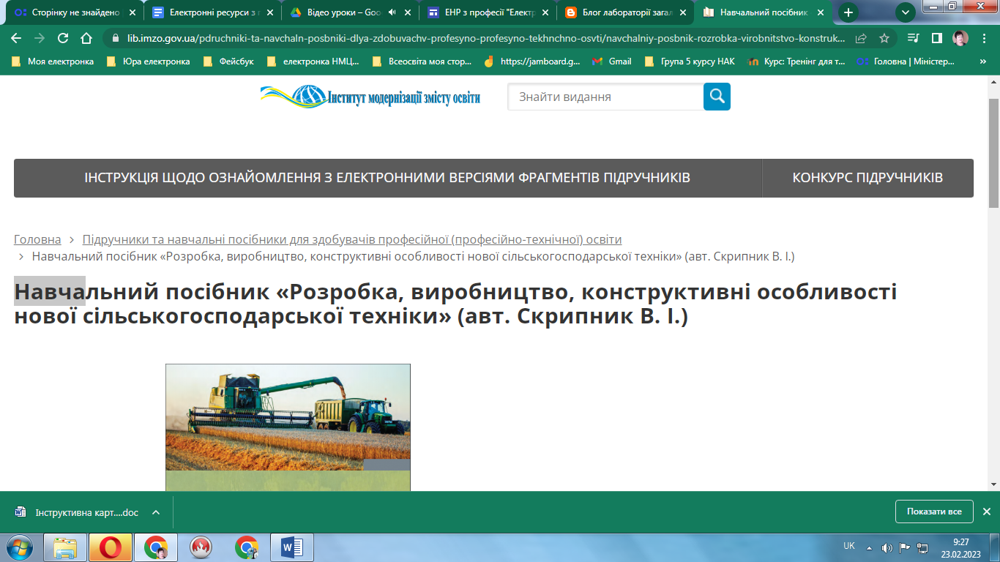 Сторінку не знайдено
Електронні ресурси з п
Відео уроки – Goo
ЕНР з професії "Електр
Блог лабораторії загал
Навчальний посібник
lib.imzo.gov.ua/pdruchniki-ta-navchaln-posbniki-dlya-zdobuvachv-profesyno-profesyno-tekhnchno-osvti/navchalniy-posbnik-rozrobka-virobnitstvo-konstruk...
Моя електронка
Юра електронка
Фейсбук
електронка НМЦ...
Всеосвіта моя стор...
https://jamboard.g...
Gmail
Група 5 курсу НАК
Курс: Тренінг для т...
Головна | Міністер...
»
Інститут модернізації змісту освіти
Знайти видання
ІНСТРУКЦІЯ ЩОДО ОЗНАЙОМЛЕННЯ З ЕЛЕКТРОННИМИ ВЕРСІЯМИ ФРАГМЕНТІВ ПІДРУЧНИКІВ
КОНКУРС ПІДРУЧНИКІВ
Головна > Підручники та навчальні посібники для здобувачів професійної (професійно-технічної) освіти
> Навчальний посібник «Розробка, виробництво, конструктивні особливості нової сільськогосподарської техніки» (авт. Скрипник В. І.)
Навчальний посібник «Розробка, виробництво, конструктивні особливості
нової сільськогосподарської техніки» (авт. Скрипник В. І.)
Інструктивна карт....doc
Показати все
UK
9:27
23.02.2023